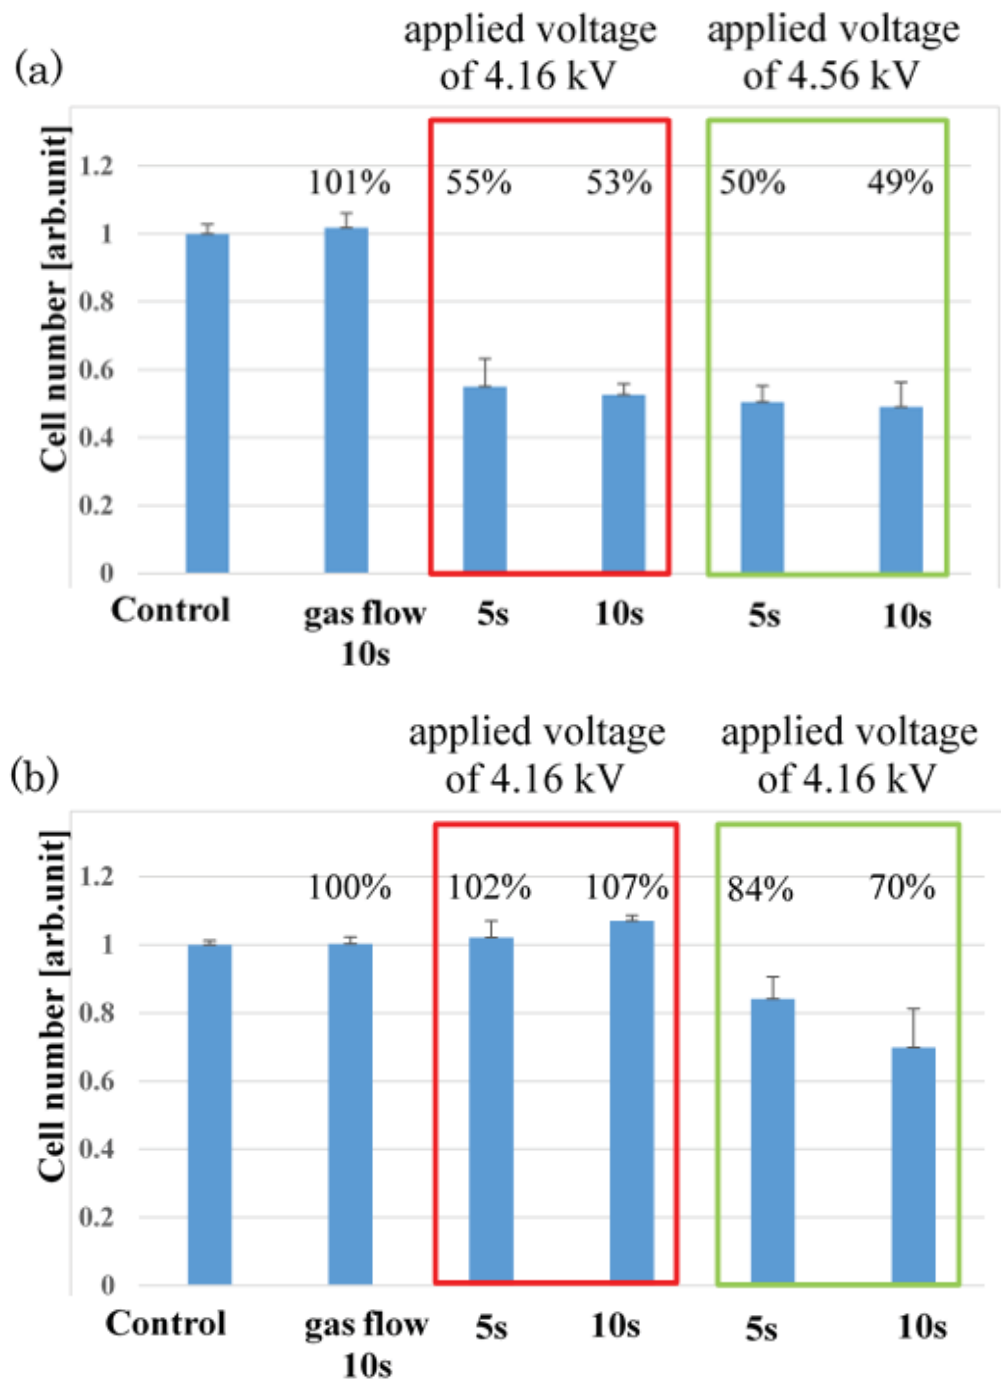 (a)
applied voltage
of 4.16 kV
applied voltage
of 4.56 kV
Cell number [arb.unit]
1.2
1
0.8
0.6
0.4
0.2
0
101%
55%
53%
50%
49%
Control
gas flow
10s
5s
10s
5s
10s
(b)
applied voltage
of 4.16 kV
applied voltage
of 4.16 kV
Cell number [arb.unit]
1.2
1
0.8
0.6
0.4
0.2
0
100%
102%
107%
84%
70%
Control
gas flow
10s
5s
10s
5s
10s